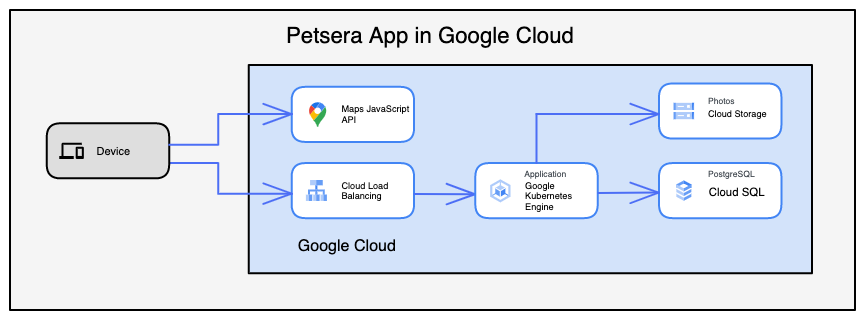 Petsera App in Google Cloud
Device
Maps JavaScript
API
Cloud Load
Balancing
Google Cloud
Application
Google
Kubernetes
Engine
Photos
Cloud Storage
PostgreSQL
Cloud SQL